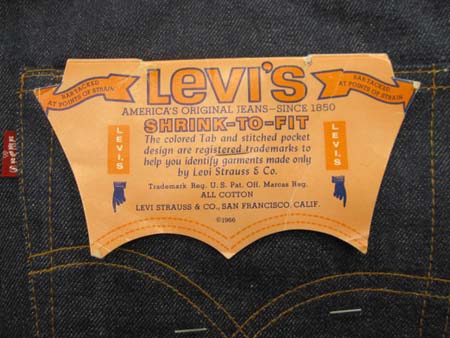 BAR TACKED
AT POINTS OF STRAIN
LEVI'S
BAR TACKED
AT POINTS OF STRAIN
AMERICA'S ORIGINAL JEANS—SINCE 1850
SHRINK-TO-FIT
The colored Tab and stitched pocket
design are registered trademarks to
help you identify garments made only
by Levi Strauss & Co.
LEVI'S
LEVI'S
Trademark Reg. U.S. Pat. Off. Marcas Reg.
ALL COTTON
LEVI STRAUSS & CO., SAN FRANCISCO, CALIF.
©1966
LEVI'S